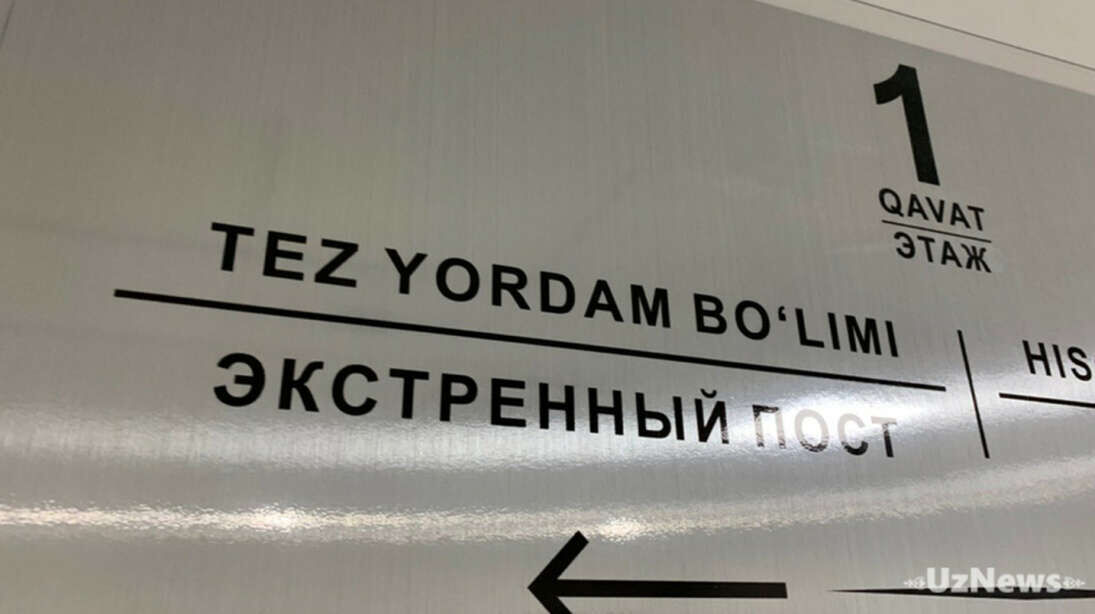 1
QAVAT
ЭТАЖ
TEZ YORDAM BO‘LIMI
ЭКСТРЕННЫЙ ПОСТ
UzNews